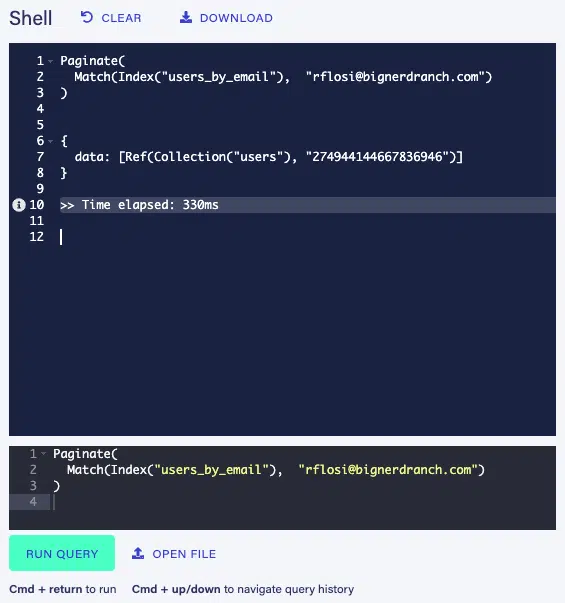 Shell CLEAR DOWNLOAD
1 Paginate(
2 Match(Index("users_by_email"), "rflosi@bignerdranch.com")
3 )
4
5
6 {
7 data: [Ref(Collection("users"), "274944144667836946")]
8 }
9
10 >> Time elapsed: 330ms
11
12
1 Paginate(
2 Match(Index("users_by_email"), "rflosi@bignerdranch.com")
3 )
4
RUN QUERY OPEN FILE
Cmd + return to run Cmd + up/down to navigate query history